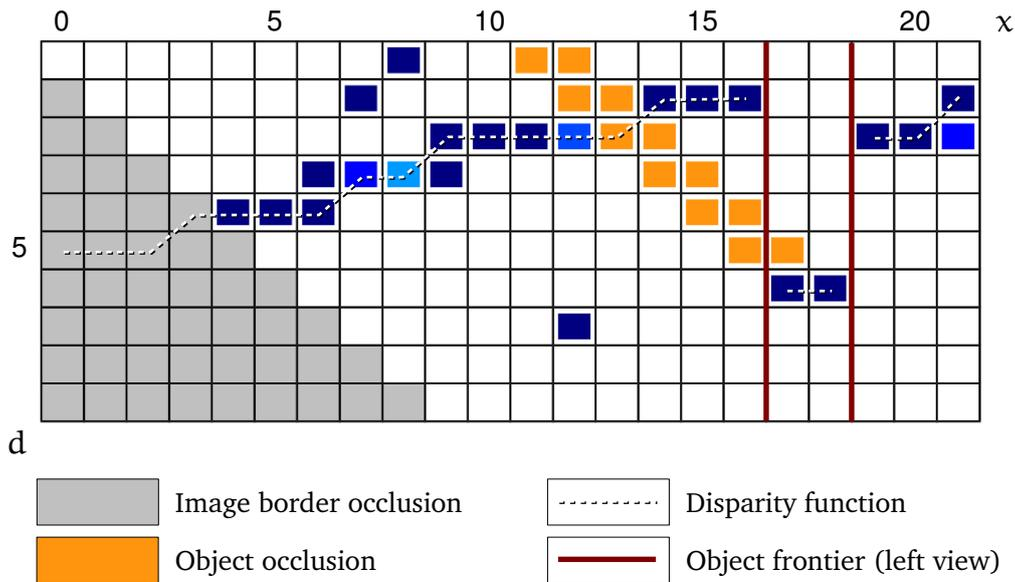 0 5 10 15 20 x
5
d
Image border occlusion Disparity function
Object occlusion Object frontier (left view)